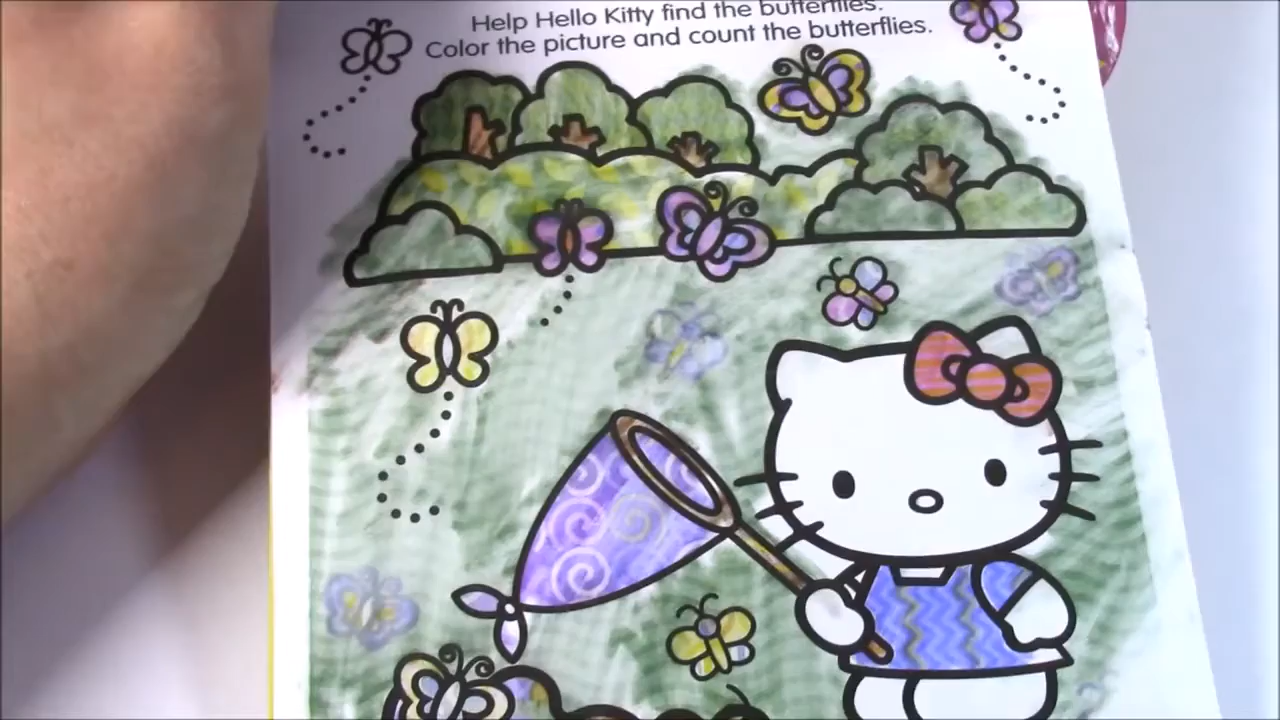 Help Hello Kitty find the butterflies.
Color the picture and count the butterflies.